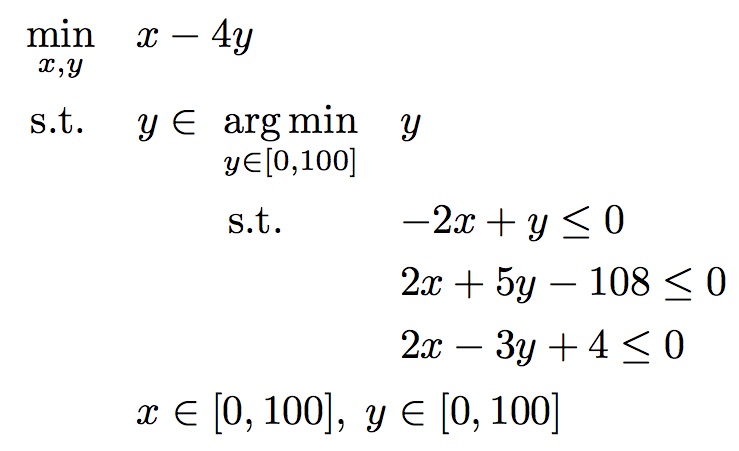 min x − 4y
x,y
s.t. y ∈ arg min y
y∈[0,100]
s.t. −2x + y ≤ 0
2x + 5y − 108 ≤ 0
2x − 3y + 4 ≤ 0
x ∈ [0, 100], y ∈ [0, 100]